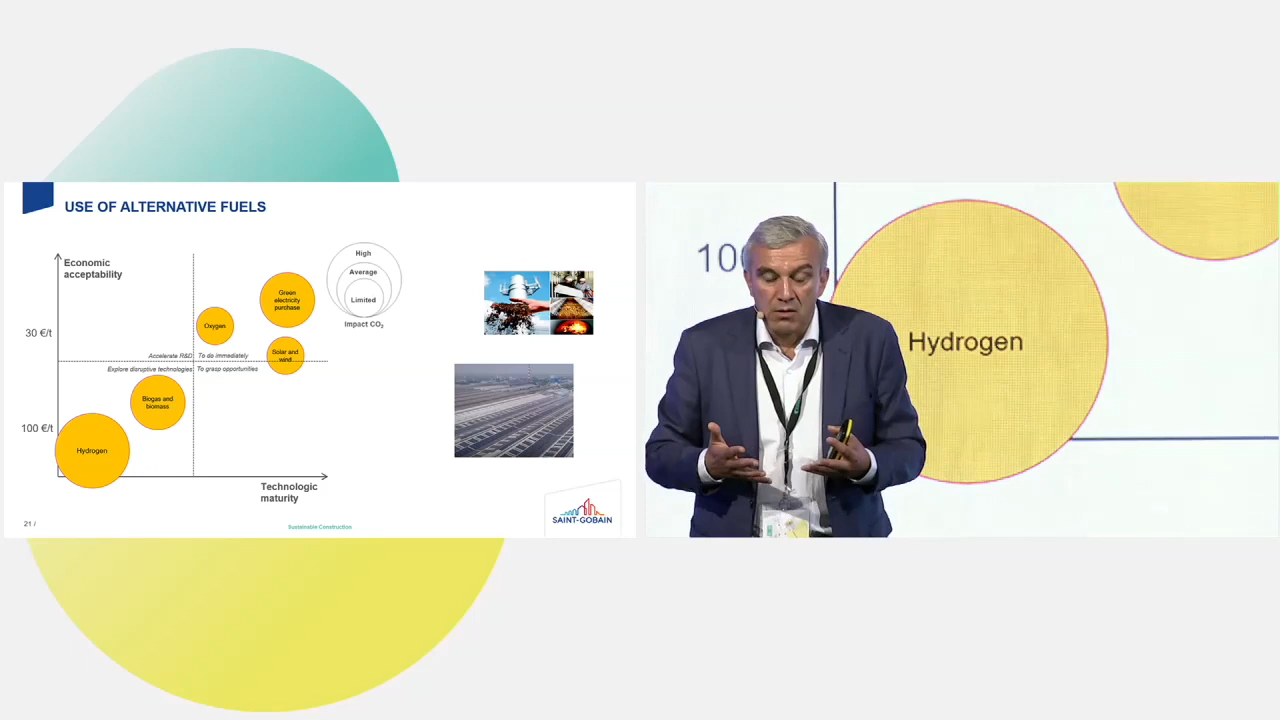 USE OF ALTERNATIVE FUELS
Economic
acceptability
30 €/t
100 €/t
High
Average
Limited
Impact CO₂
Green
electricity
purchase
Oxygen
Solar and
wind
Accelerate R&D
To do immediately
Explore disruptive technologies
To grasp opportunities
Biogas and
biomass
Hydrogen
Technologic
maturity
21 /
Sustainable Construction
SAINT-GOBAIN
Hydrogen